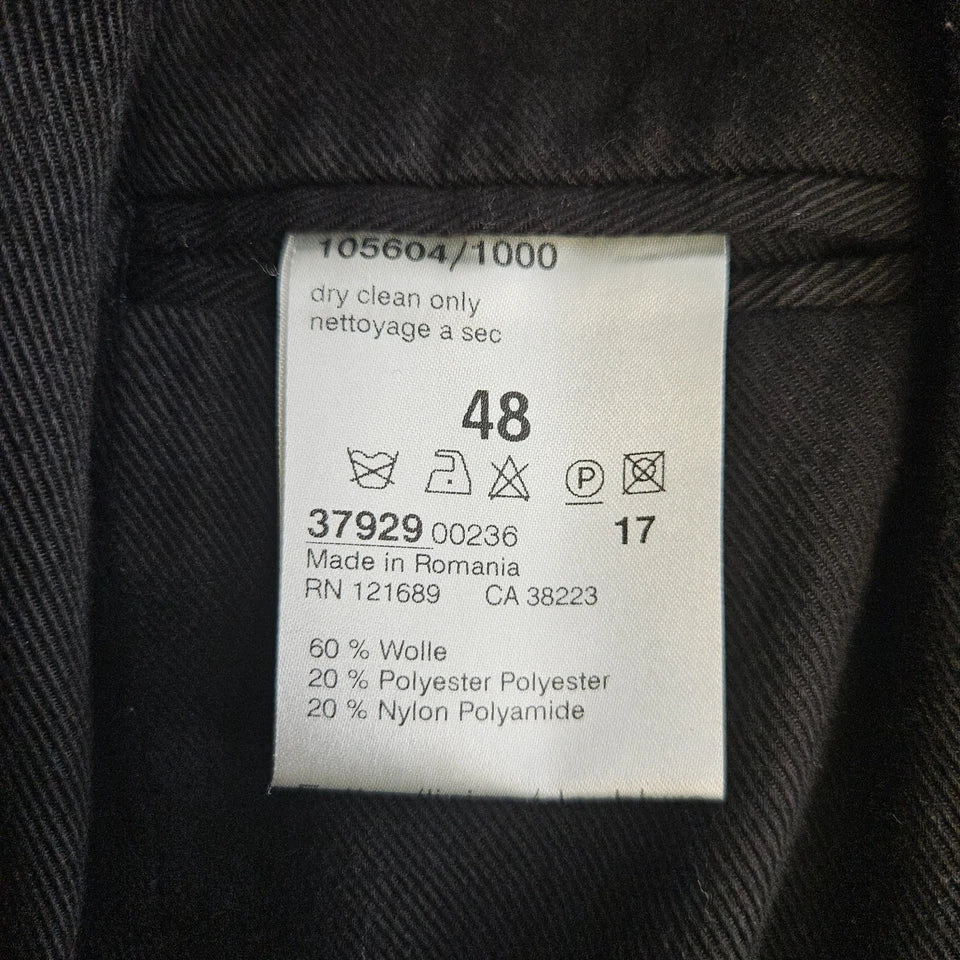 105604/1000
dry clean only
nettoyage a sec
48
P
37929 00236 17
Made in Romania
RN 121689 CA 38223
60 % Wolle
20 % Polyester Polyester
20 % Nylon Polyamide